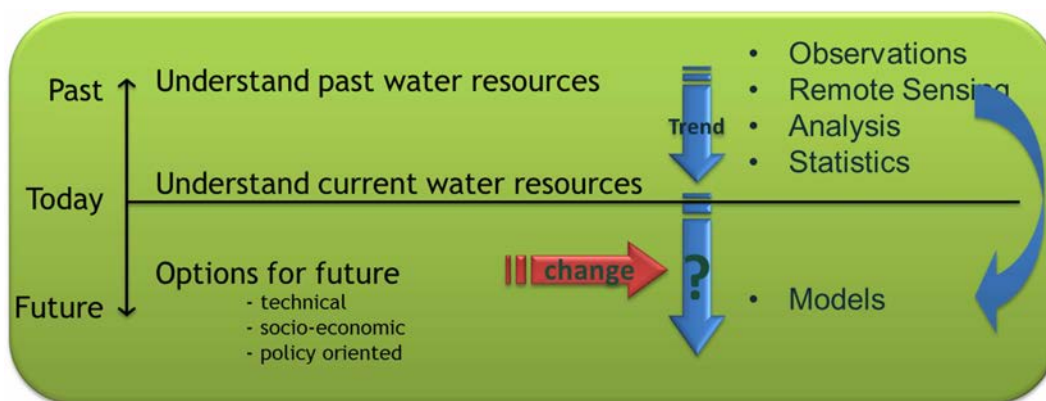 Past
Understand past water resources
Trend
• Observations
• Remote Sensing
• Analysis
• Statistics
Today
Understand current water resources
Future
Options for future
- technical
- socio-economic
- policy oriented
change
?
• Models